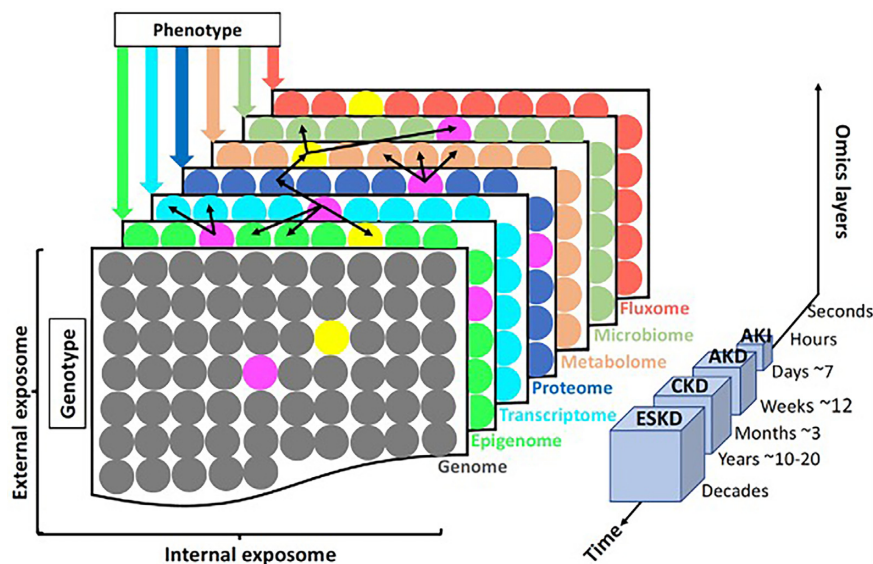 Phenotype
External exosome
Genotype
Internal exposome
Fluxome
Microbiome
Metabolome
Proteome
Transcriptome
Epigenome
Genome
Omics layers
Seconds
Hours
Days ~7
Weeks ~12
Months ~3
Years ~10-20
Decades
AKI
AKD
CKD
ESKD
Time